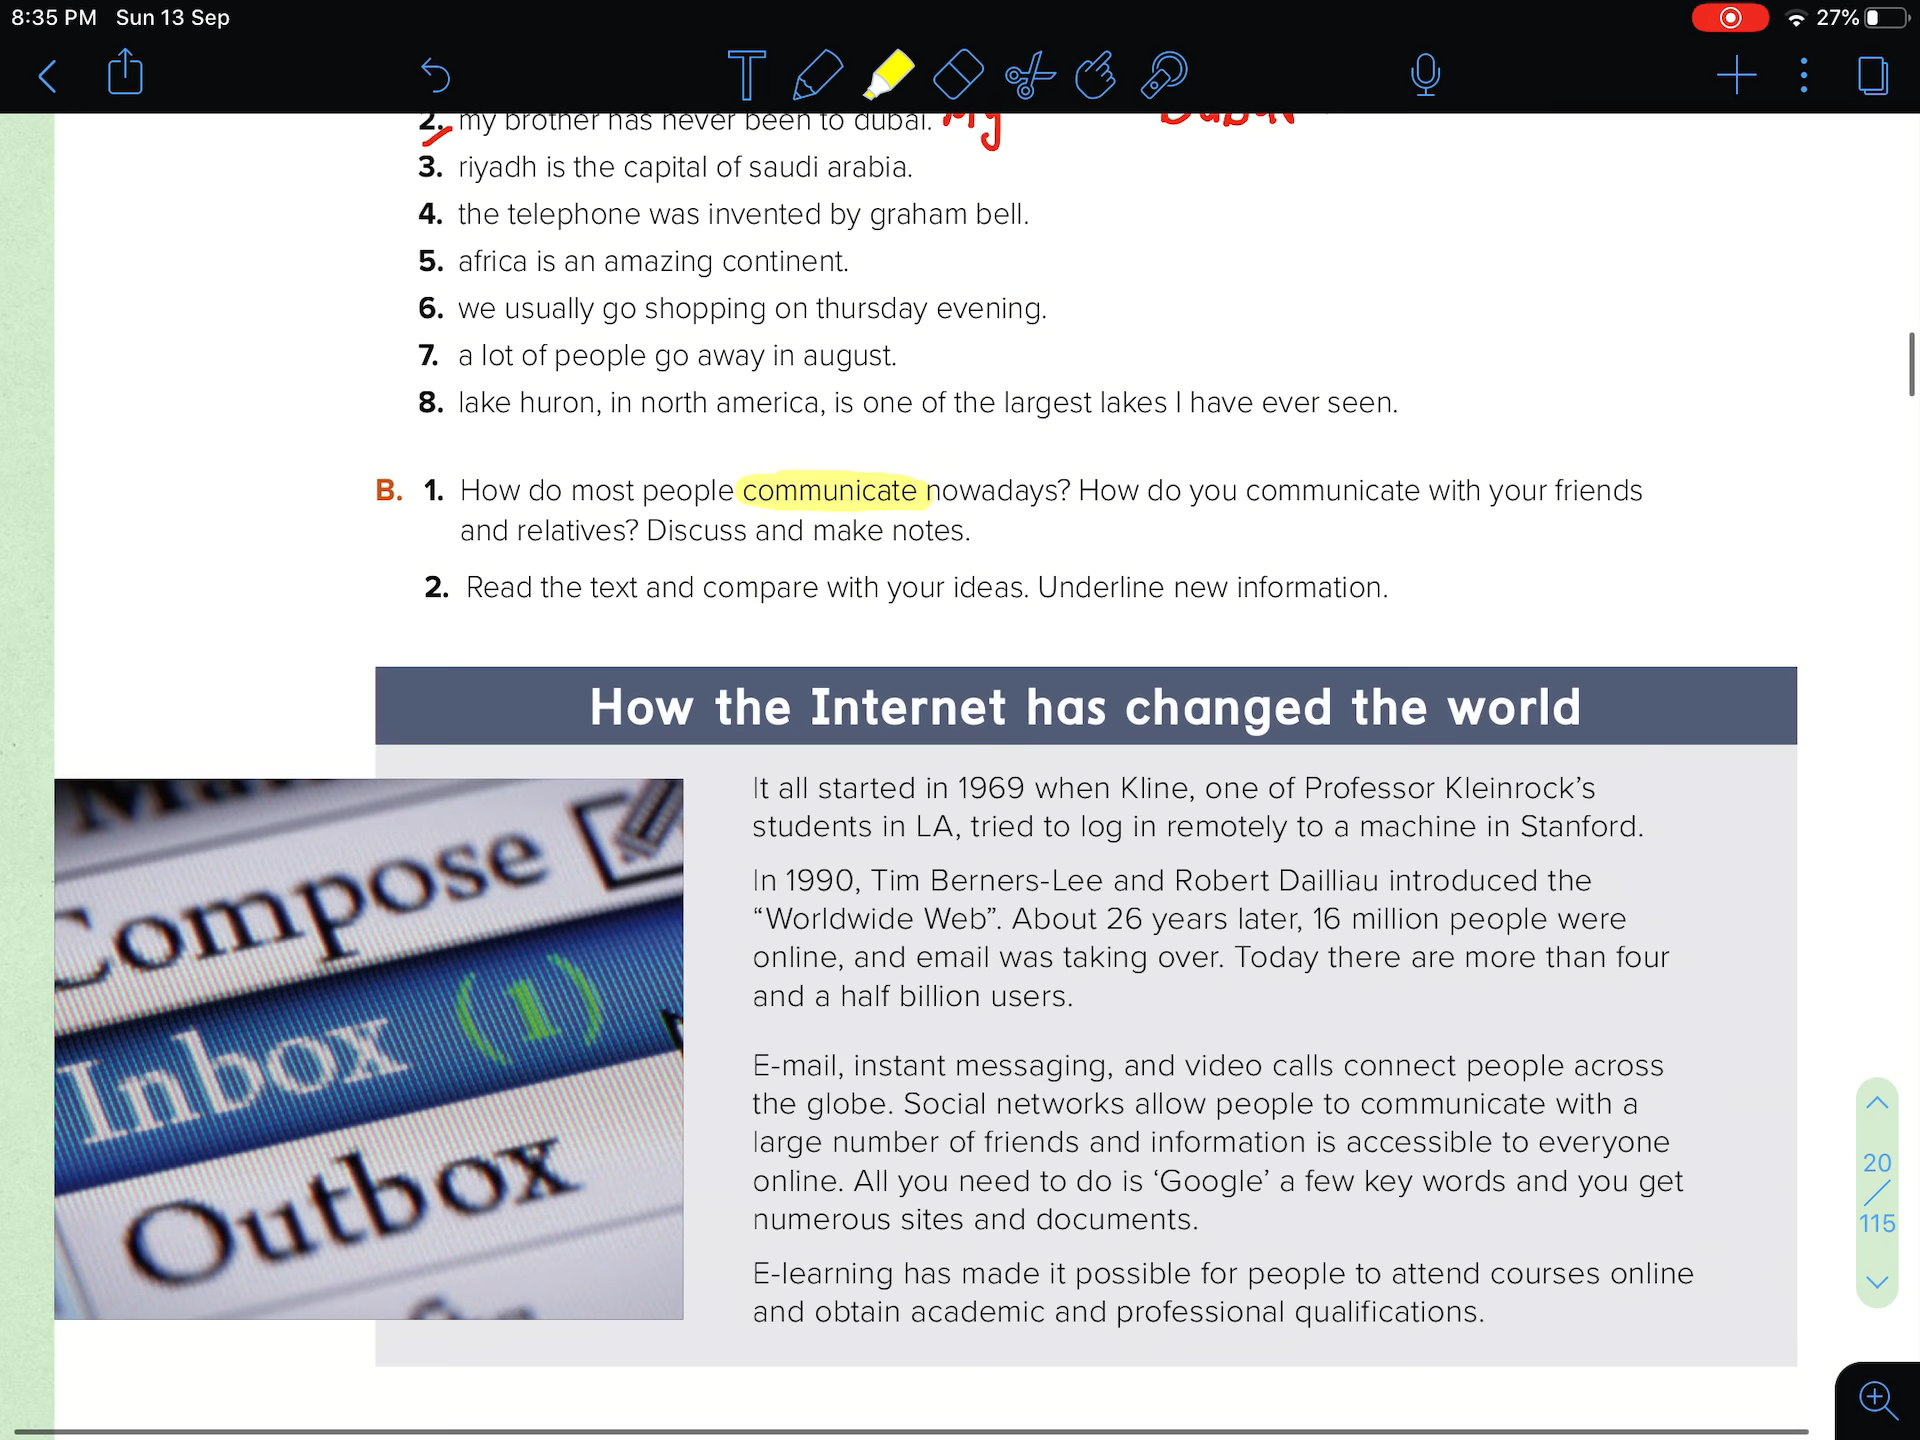 8:35 PM Sun 13 Sep
27%
2. my brother has never been to dubai. My
3. riyadh is the capital of saudi arabia.
4. the telephone was invented by graham bell.
5. africa is an amazing continent.
6. we usually go shopping on thursday evening.
7. a lot of people go away in august.
8. lake huron, in north america, is one of the largest lakes I have ever seen.
B. 1. How do most people communicate nowadays? How do you communicate with your friends
and relatives? Discuss and make notes.
2. Read the text and compare with your ideas. Underline new information.
How the Internet has changed the world
It all started in 1969 when Kline, one of Professor Kleinrock’s
students in LA, tried to log in remotely to a machine in Stanford.
In 1990, Tim Berners-Lee and Robert Dailliau introduced the
“Worldwide Web”. About 26 years later, 16 million people were
online, and email was taking over. Today there are more than four
and a half billion users.
E-mail, instant messaging, and video calls connect people across
the globe. Social networks allow people to communicate with a
large number of friends and information is accessible to everyone
online. All you need to do is ‘Google’ a few key words and you get
numerous sites and documents.
E-learning has made it possible for people to attend courses online
and obtain academic and professional qualifications.
Compose
Inbox (1)
Outbox
20
/
115